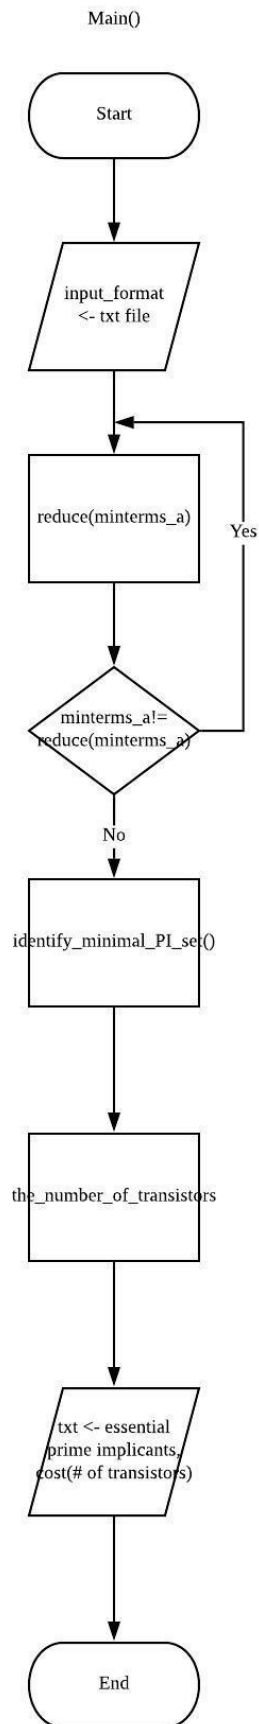 Main()
Start
input_format
<- txt file
reduce(minterms_a)
Yes
minterms_a!=
reduce(minterms_a)
No
identify_minimal_PI_set()
the_number_of_transistors
txt <- essential
prime implicants,
cost(# of transistors)
End